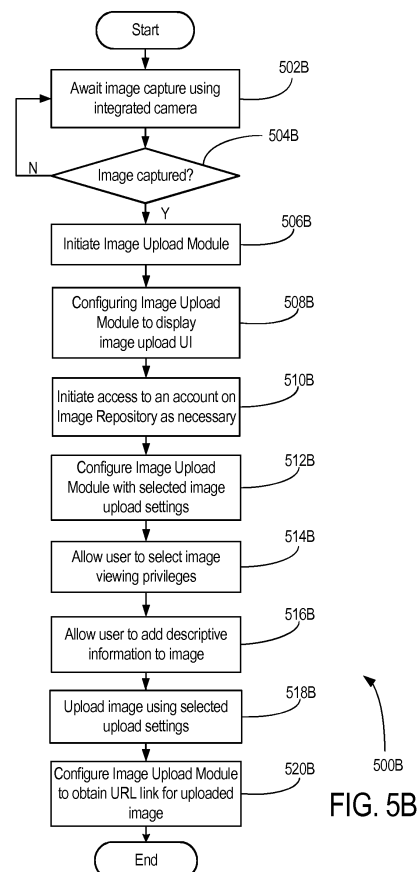 Start
Await image capture using
integrated camera
502B
504B
Image captured?
N
Y
Initiate Image Upload Module
506B
Configuring Image Upload
Module to display
image upload UI
508B
Initiate access to an account on
Image Repository as necessary
510B
Configure Image Upload
Module with selected image
upload settings
512B
Allow user to select image
viewing privileges
514B
Allow user to add descriptive
information to image
516B
Upload image using selected
upload settings
518B
Configure Image Upload Module
to obtain URL link for uploaded
image
520B
End
500B
FIG. 5B